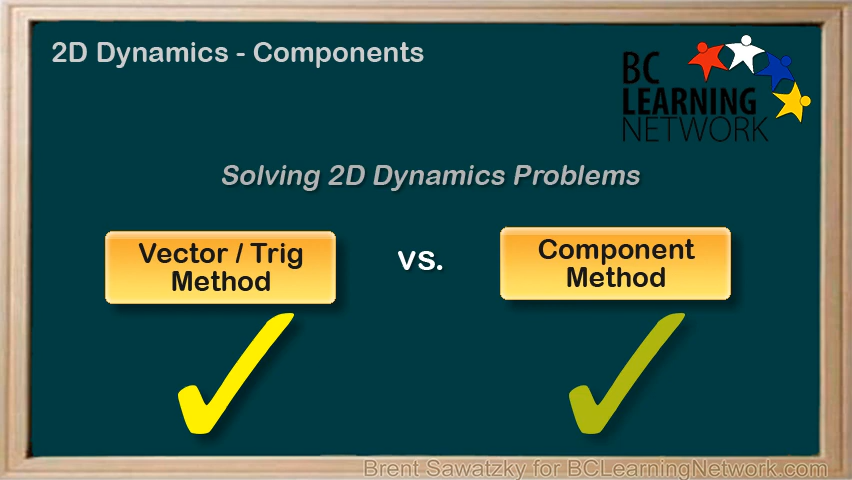 2D Dynamics - Components
BC
LEARNING
NETWORK
Solving 2D Dynamics Problems
Vector / Trig
Method
vs.
Component
Method
Brent Sawatzky for BCLearningNetwork.com